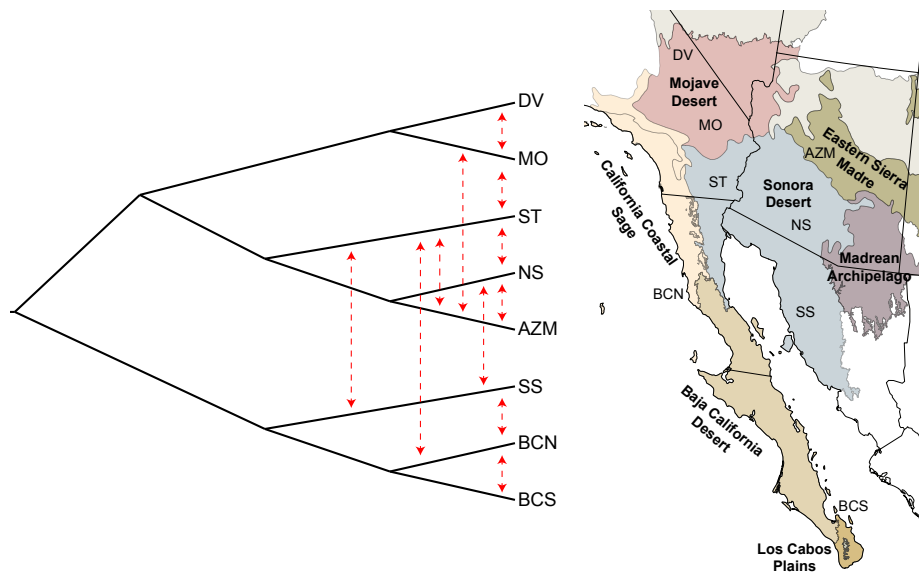 DV
MO
ST
NS
AZM
SS
BCN
BCS
DV
Mojave
Desert
MO
Eastern Sierra
Madre
AZM
ST
Sonora
Desert
NS
California Coastal
Sage
Madrean
Archipelago
BCN
SS
Baja California
Desert
BCS
Los Cabos
Plains